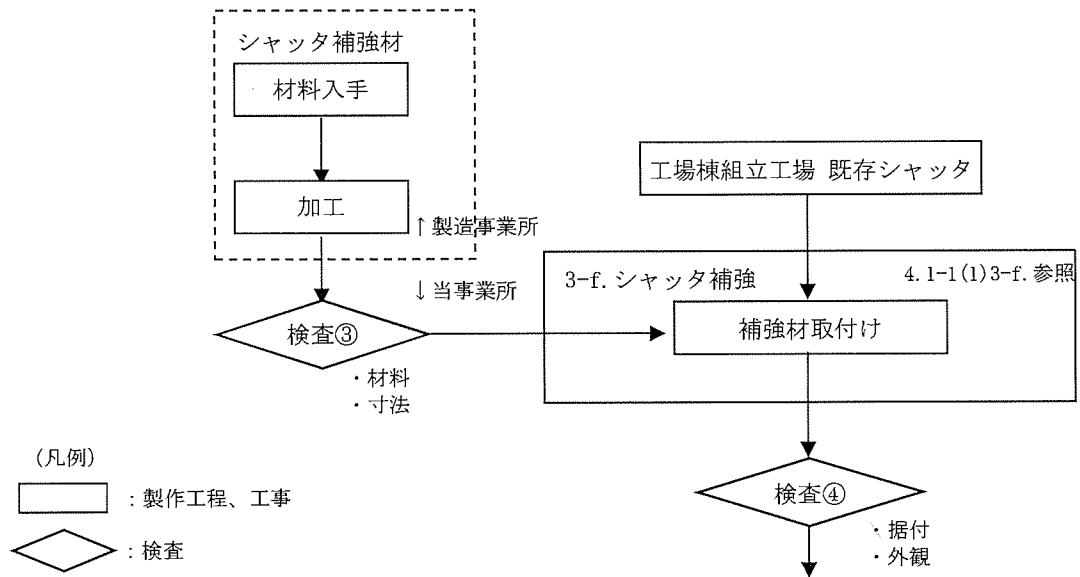 シャッタ補強材
材料入手
加工
↑製造事業所
↓当事業所
検査③
・材料
・寸法
工場棟組立工場 既存シャッタ
3-f.シャッタ補強
4.1-1(1)3-f.参照
補強材取付け
検査④
・据付
・外観
(凡例)
：製作工程、工事
：検査